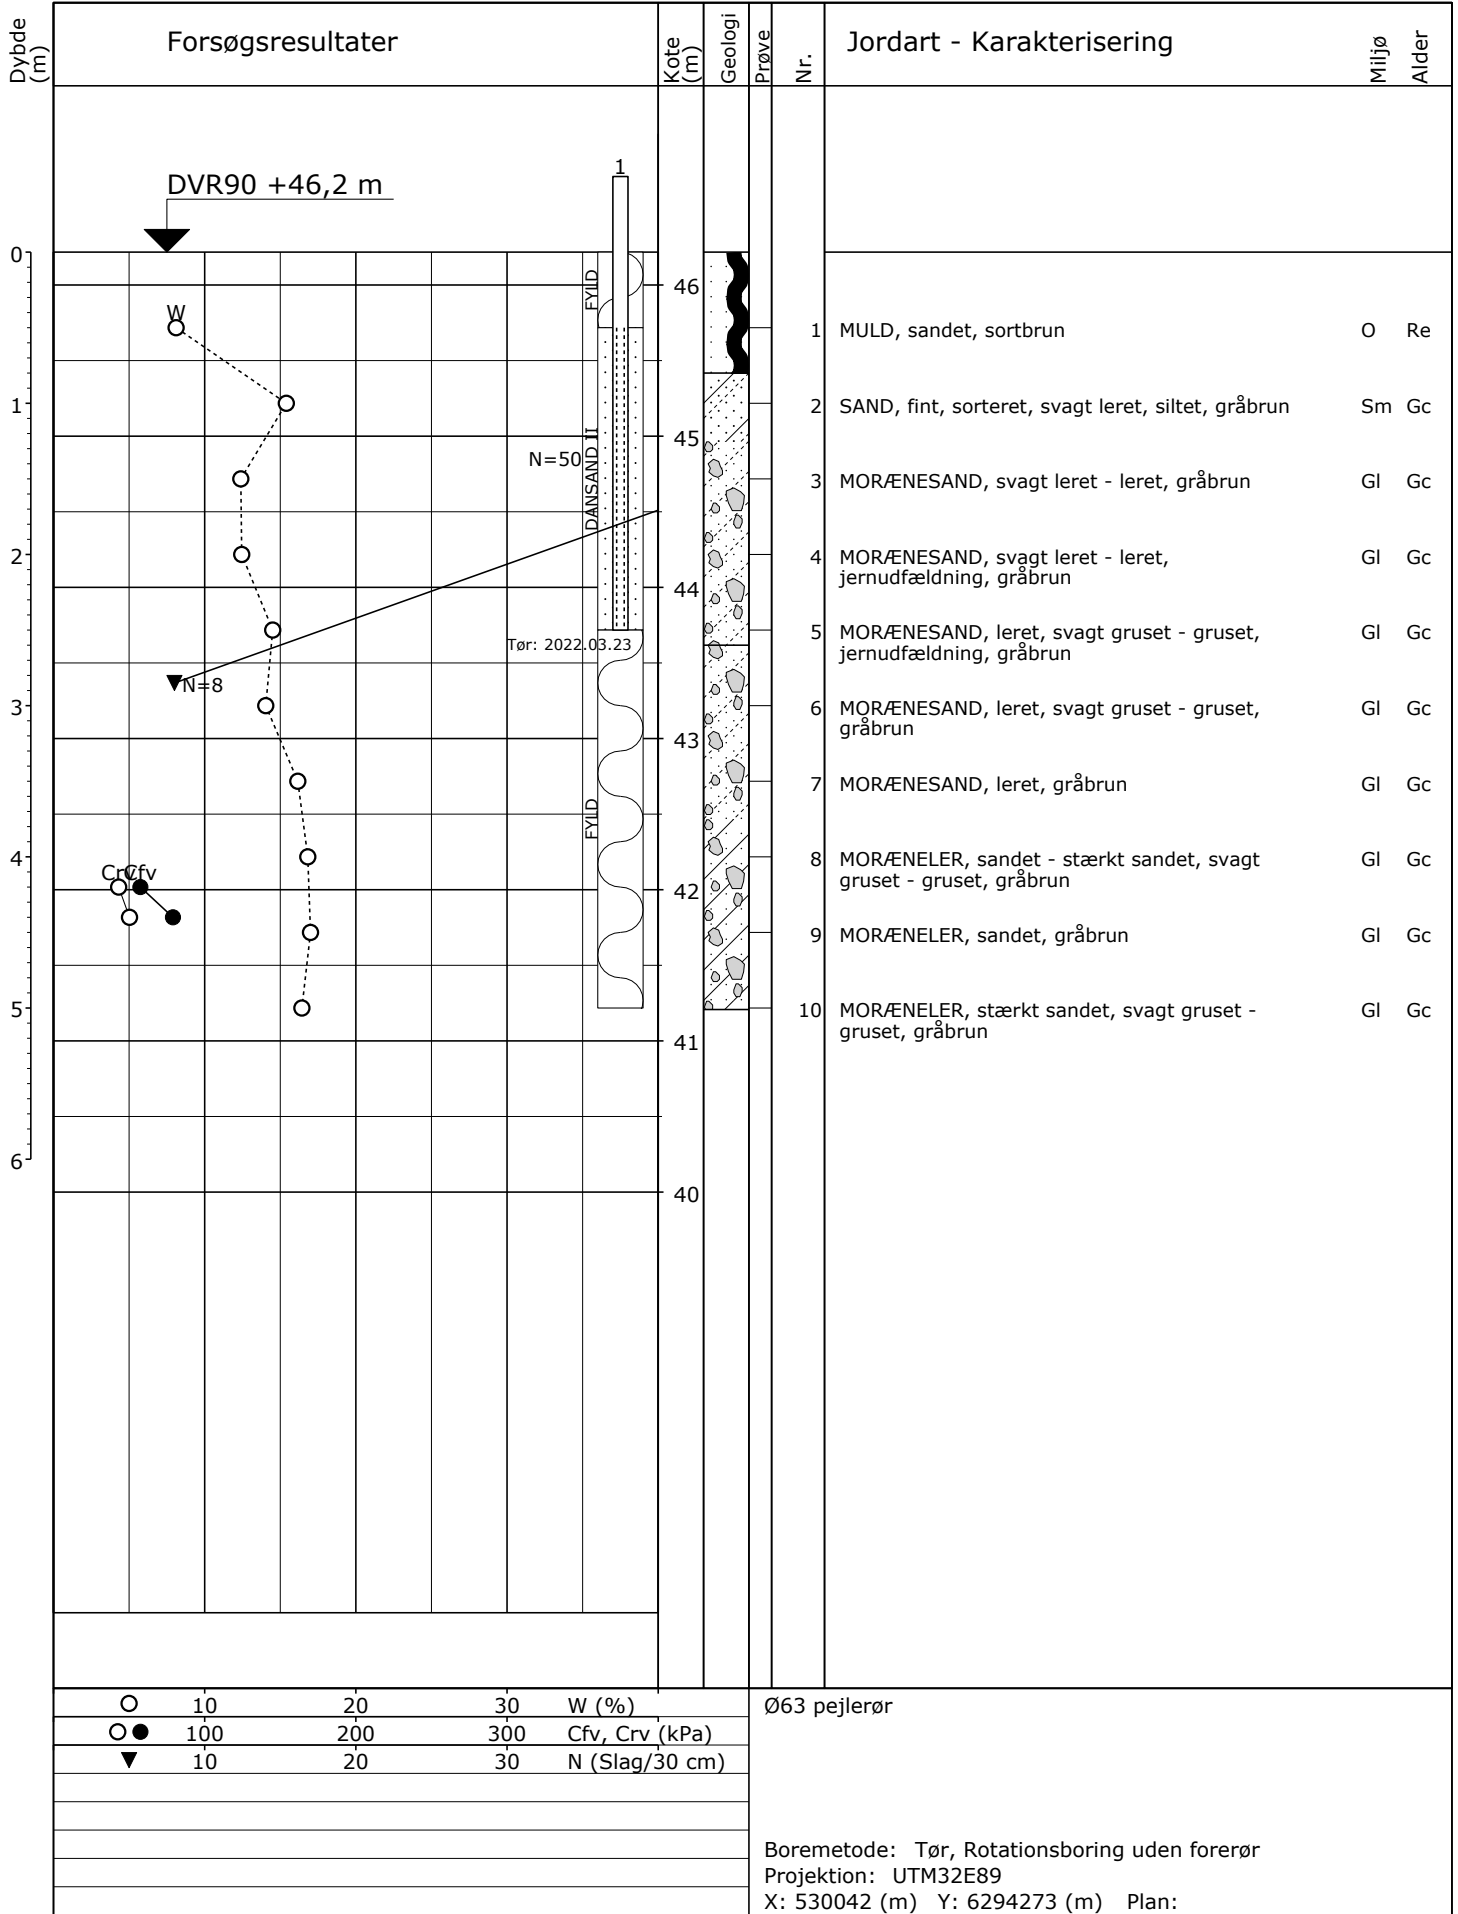 Dybde (m)
Forsøgsresultater
Kote (m)
Geologi
Prøve
Nr.
Jordart - Karakterisering
Miljø
Alder
DVR90 +46,2 m
1
0
1
2
3
4
5
6
46
45
44
43
42
41
40
W
FYLD
N=50
DANSAND II
Tør: 2022.03.23
N=8
FYLD
Crv
Cfv
1 MULD, sandet, sortbrun O Re
2 SAND, fint, sorteret, svagt leret, siltet, gråbrun Sm Gc
3 MORÆNESAND, svagt leret - leret, gråbrun Gl Gc
4 MORÆNESAND, svagt leret - leret, Gl Gc
jernudfældning, gråbrun
5 MORÆNESAND, leret, svagt gruset - gruset, Gl Gc
jernudfældning, gråbrun
6 MORÆNESAND, leret, svagt gruset - gruset, Gl Gc
gråbrun
7 MORÆNESAND, leret, gråbrun Gl Gc
8 MORÆNELER, sandet - stærkt sandet, svagt Gl Gc
gruset - gruset, gråbrun
9 MORÆNELER, sandet, gråbrun Gl Gc
10 MORÆNELER, stærkt sandet, svagt gruset - Gl Gc
gruset, gråbrun
10 20 30 W (%)
100 200 300 Cfv, Crv (kPa)
10 20 30 N (Slag/30 cm)
Ø63 pejlerør
Boremetode: Tør, Rotationsboring uden forerør
Projektion: UTM32E89
X: 530042 (m) Y: 6294273 (m) Plan: